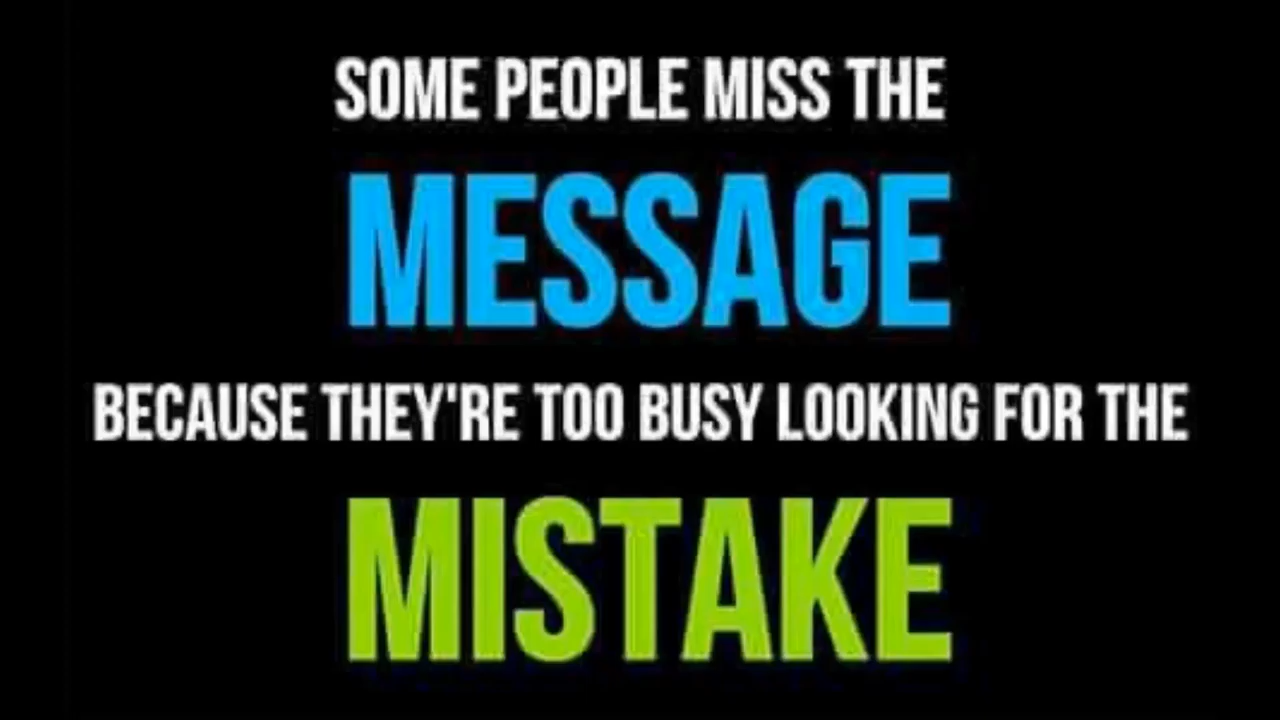 SOME PEOPLE MISS THE
MESSAGE
BECAUSE THEY'RE TOO BUSY LOOKING FOR THE
MISTAKE